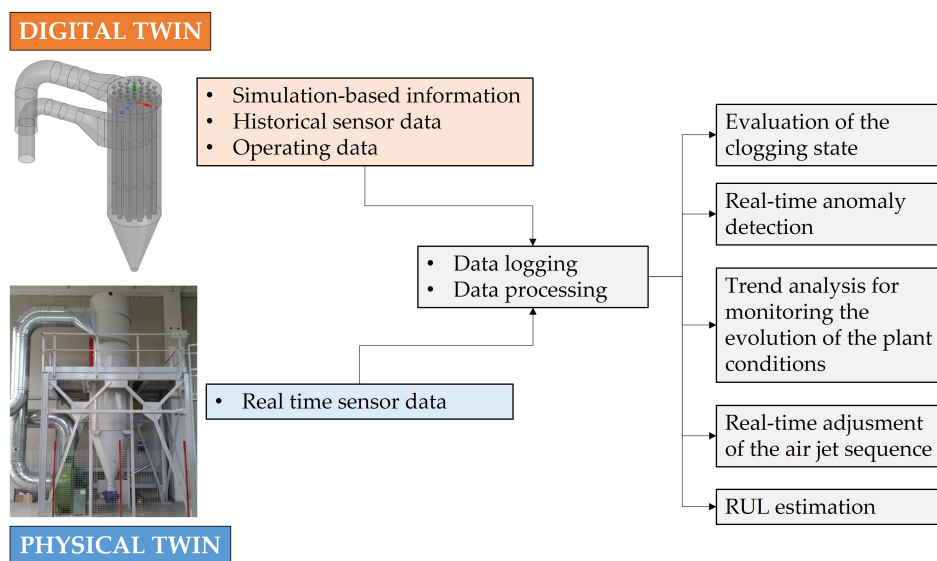 DIGITAL TWIN
• Simulation-based information
• Historical sensor data
• Operating data
• Data logging
• Data processing
• Real time sensor data
PHYSICAL TWIN
Evaluation of the
clogging state
Real-time anomaly
detection
Trend analysis for
monitoring the
evolution of the plant
conditions
Real-time adjusment
of the air jet sequence
RUL estimation